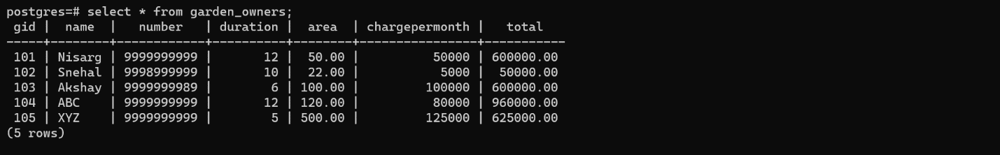 postgres=# select * from garden_owners;
 gid |  name  |   number   | duration |  area  | chargepermonth |   total
-----+--------+------------+----------+--------+----------------+-----------
 101 | Nisarg | 9999999999 |       12 |  50.00 |          50000 | 600000.00
 102 | Snehal | 9998999999 |       10 |  22.00 |           5000 |  50000.00
 103 | Akshay | 9999999989 |        6 | 100.00 |         100000 | 600000.00
 104 | ABC    | 9999999999 |       12 | 120.00 |          80000 | 960000.00
 105 | XYZ    | 9999999999 |        5 | 500.00 |         125000 | 625000.00
(5 rows)